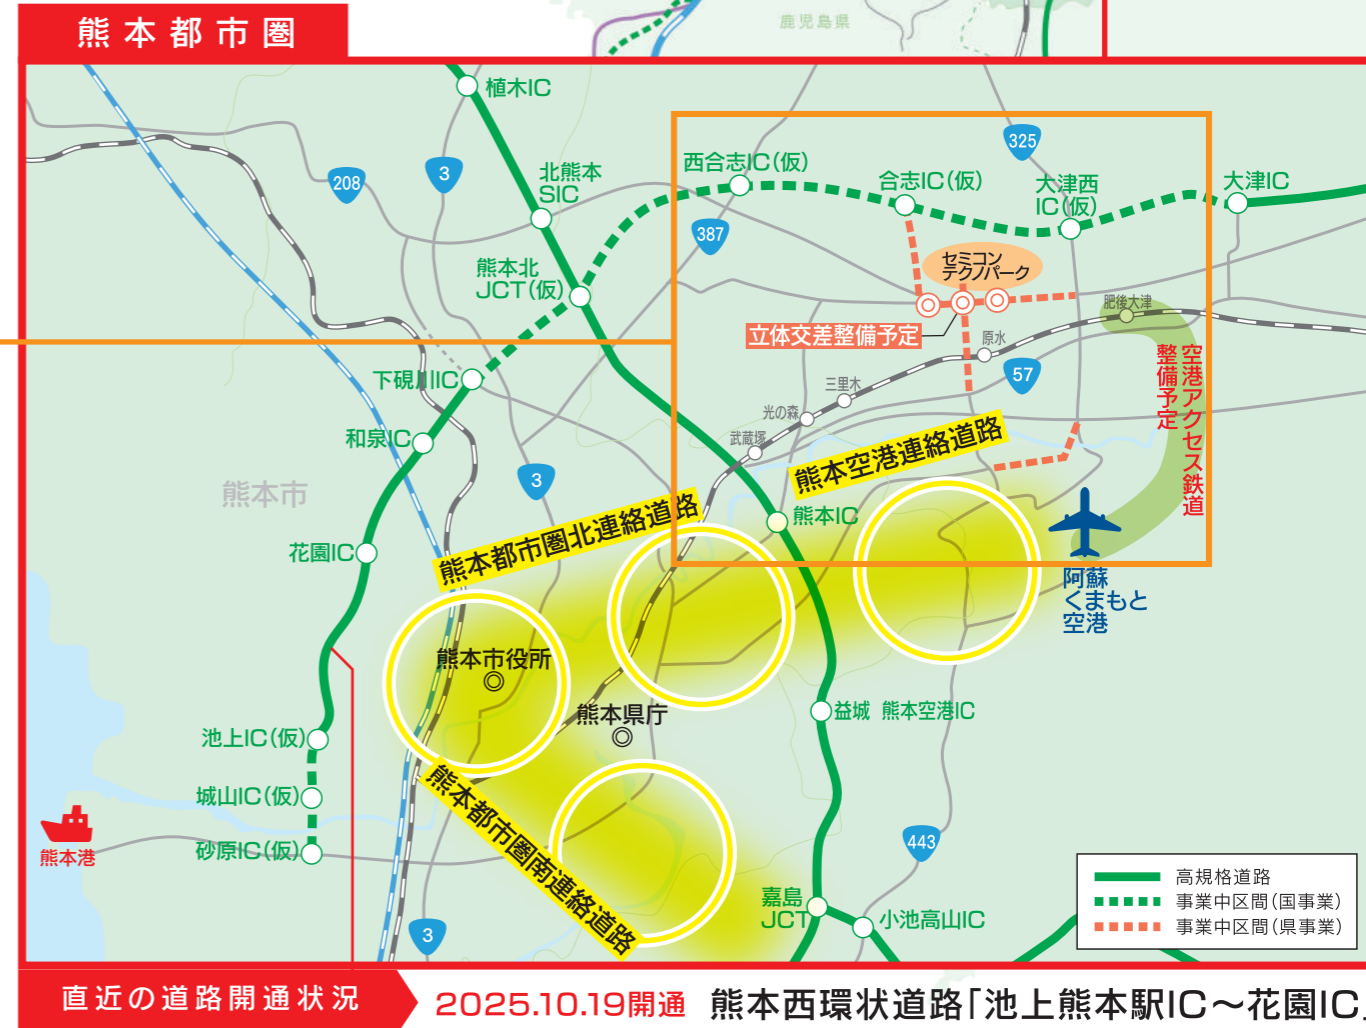 鹿児島県
熊本都市圏
植木IC
325
西合志IC(仮)
北熊本
SIC
合志IC(仮)
大津西
IC(仮)
大津IC
3
208
387
セミコン
テクノパーク
熊本北
JCT(仮)
肥後大津
立体交差整備予定
原水
空港アクセス鉄道
整備予定
57
下硯川IC
三里木
光の森
武蔵塚
和泉IC
熊本空港連絡道路
熊本市
3
熊本都市圏北連絡道路
熊本IC
花園IC
阿蘇
くまもと
空港
熊本市役所
熊本県庁
益城 熊本空港IC
池上IC(仮)
熊本都市圏南連絡道路
城山IC(仮)
砂原IC(仮)
熊本港
443
嘉島
JCT
小池高山IC
3
高規格道路
事業中区間(国事業)
事業中区間(県事業)
直近の道路開通状況
2025.10.19開通 熊本西環状道路「池上熊本駅IC～花園IC